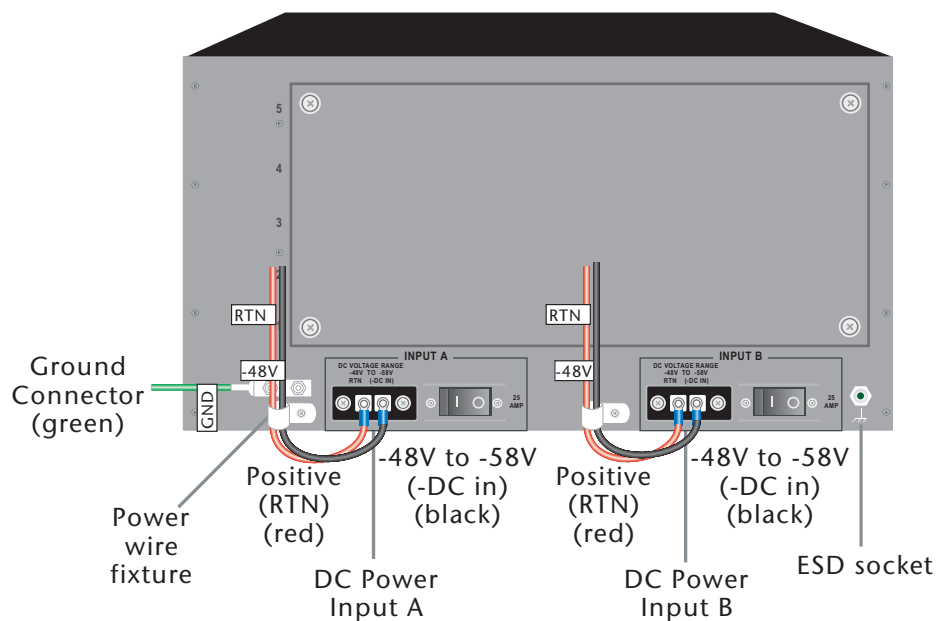 5
4
3
2
RTN
-48V
GND
INPUT A
DC VOLTAGE RANGE
-48V TO -58V
RTN (-DC IN)
I O
25
AMP
RTN
-48V
INPUT B
DC VOLTAGE RANGE
-48V TO -58V
RTN (-DC IN)
I O
25
AMP
Ground
Connector
(green)
Power
wire
fixture
Positive
(RTN)
(red)
-48V to -58V
(-DC in)
(black)
DC Power
Input A
Positive
(RTN)
(red)
-48V to -58V
(-DC in)
(black)
DC Power
Input B
ESD socket